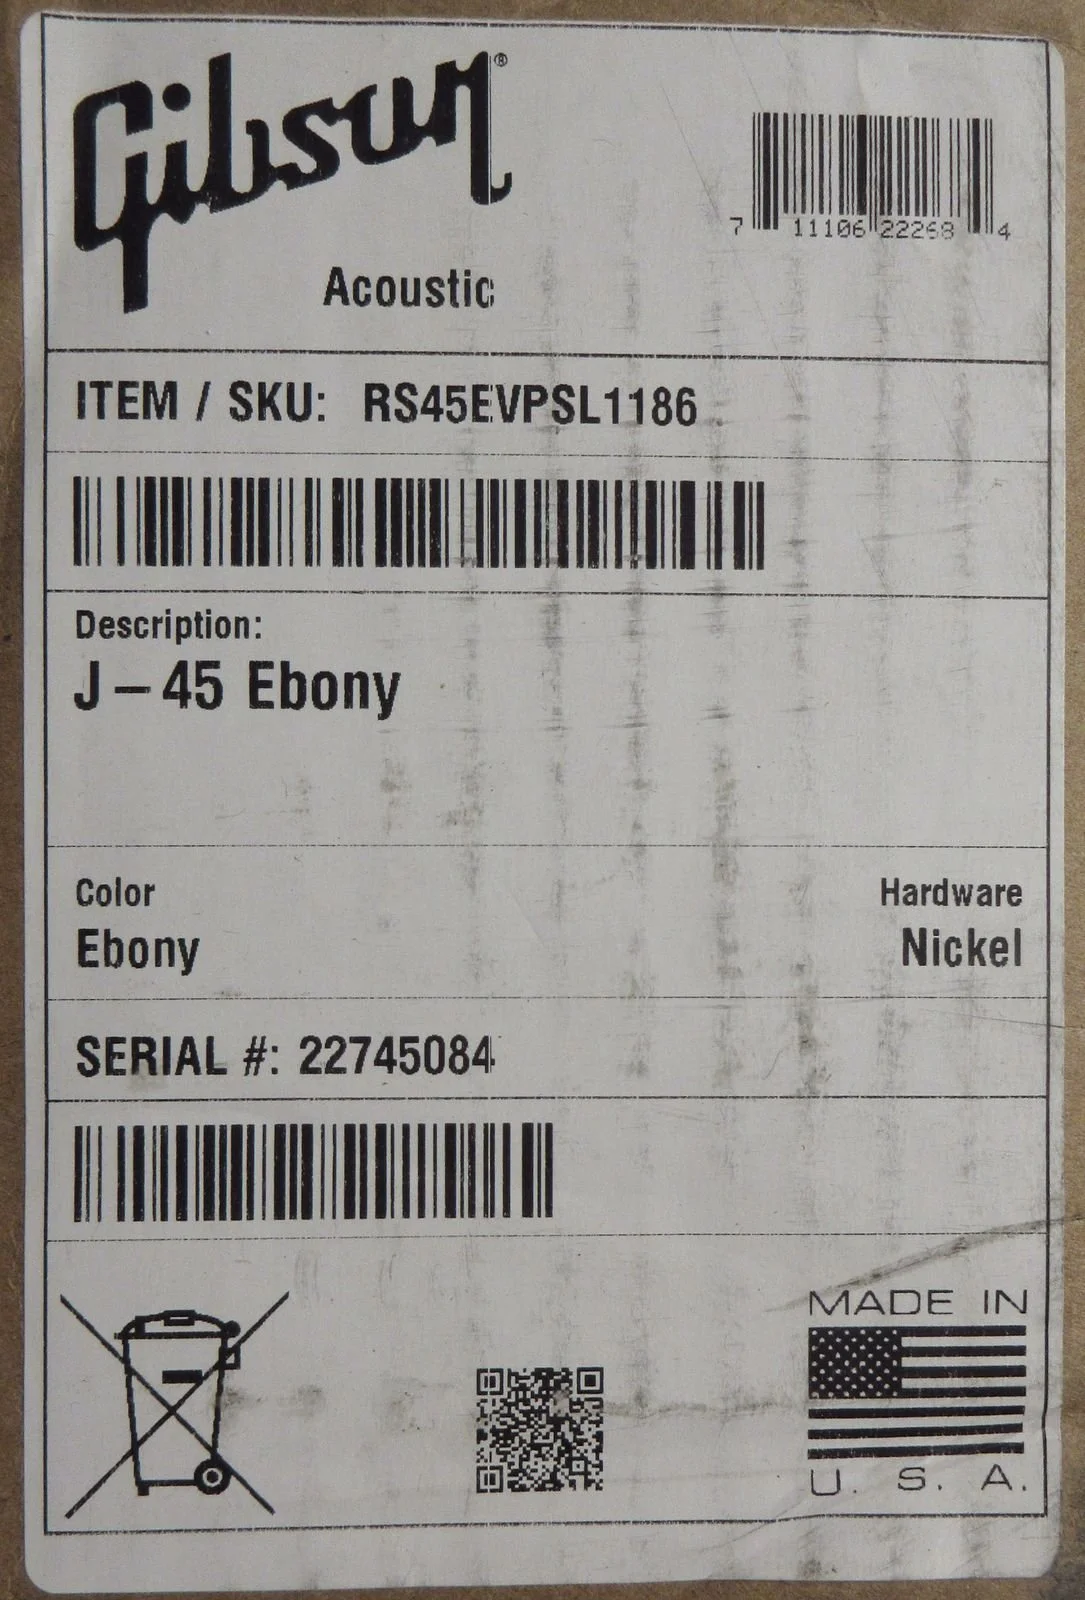 Gibson®
Acoustic
7 11106 22268 4
ITEM / SKU: RS45EVPSL1186
Description:
J – 45 Ebony
Color
Ebony
Hardware
Nickel
SERIAL #: 22745084
MADE IN
U. S. A.